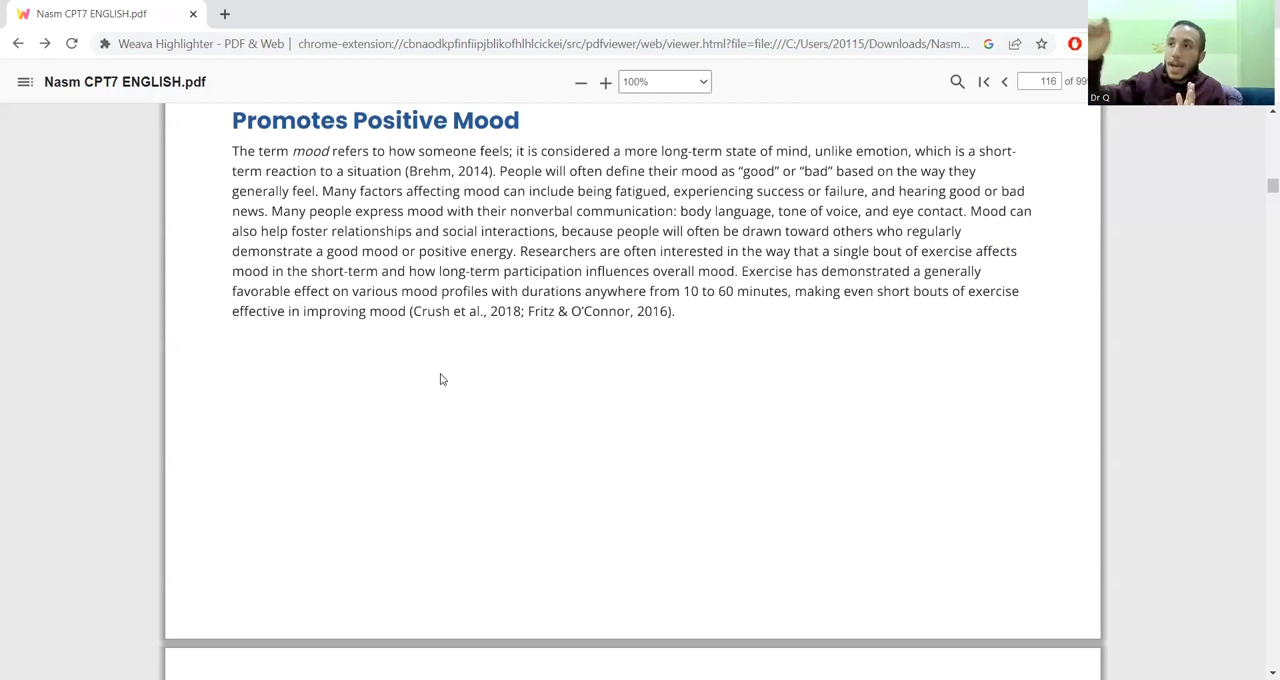 Nasm CPT7 ENGLISH.pdf
Weava Highlighter - PDF & Web | chrome-extension://cbnaodkpfinfiipjblikofhlhlcickei/src/pdfviewer/web/viewer.html?file=file:///C:/Users/20115/Downloads/Nasm...
Nasm CPT7 ENGLISH.pdf
100%
116 of 99
Dr Q
Promotes Positive Mood
The term mood refers to how someone feels; it is considered a more long-term state of mind, unlike emotion, which is a short-
term reaction to a situation (Brehm, 2014). People will often define their mood as “good” or “bad” based on the way they
generally feel. Many factors affecting mood can include being fatigued, experiencing success or failure, and hearing good or bad
news. Many people express mood with their nonverbal communication: body language, tone of voice, and eye contact. Mood can
also help foster relationships and social interactions, because people will often be drawn toward others who regularly
demonstrate a good mood or positive energy. Researchers are often interested in the way that a single bout of exercise affects
mood in the short-term and how long-term participation influences overall mood. Exercise has demonstrated a generally
favorable effect on various mood profiles with durations anywhere from 10 to 60 minutes, making even short bouts of exercise
effective in improving mood (Crush et al., 2018; Fritz & O’Connor, 2016).